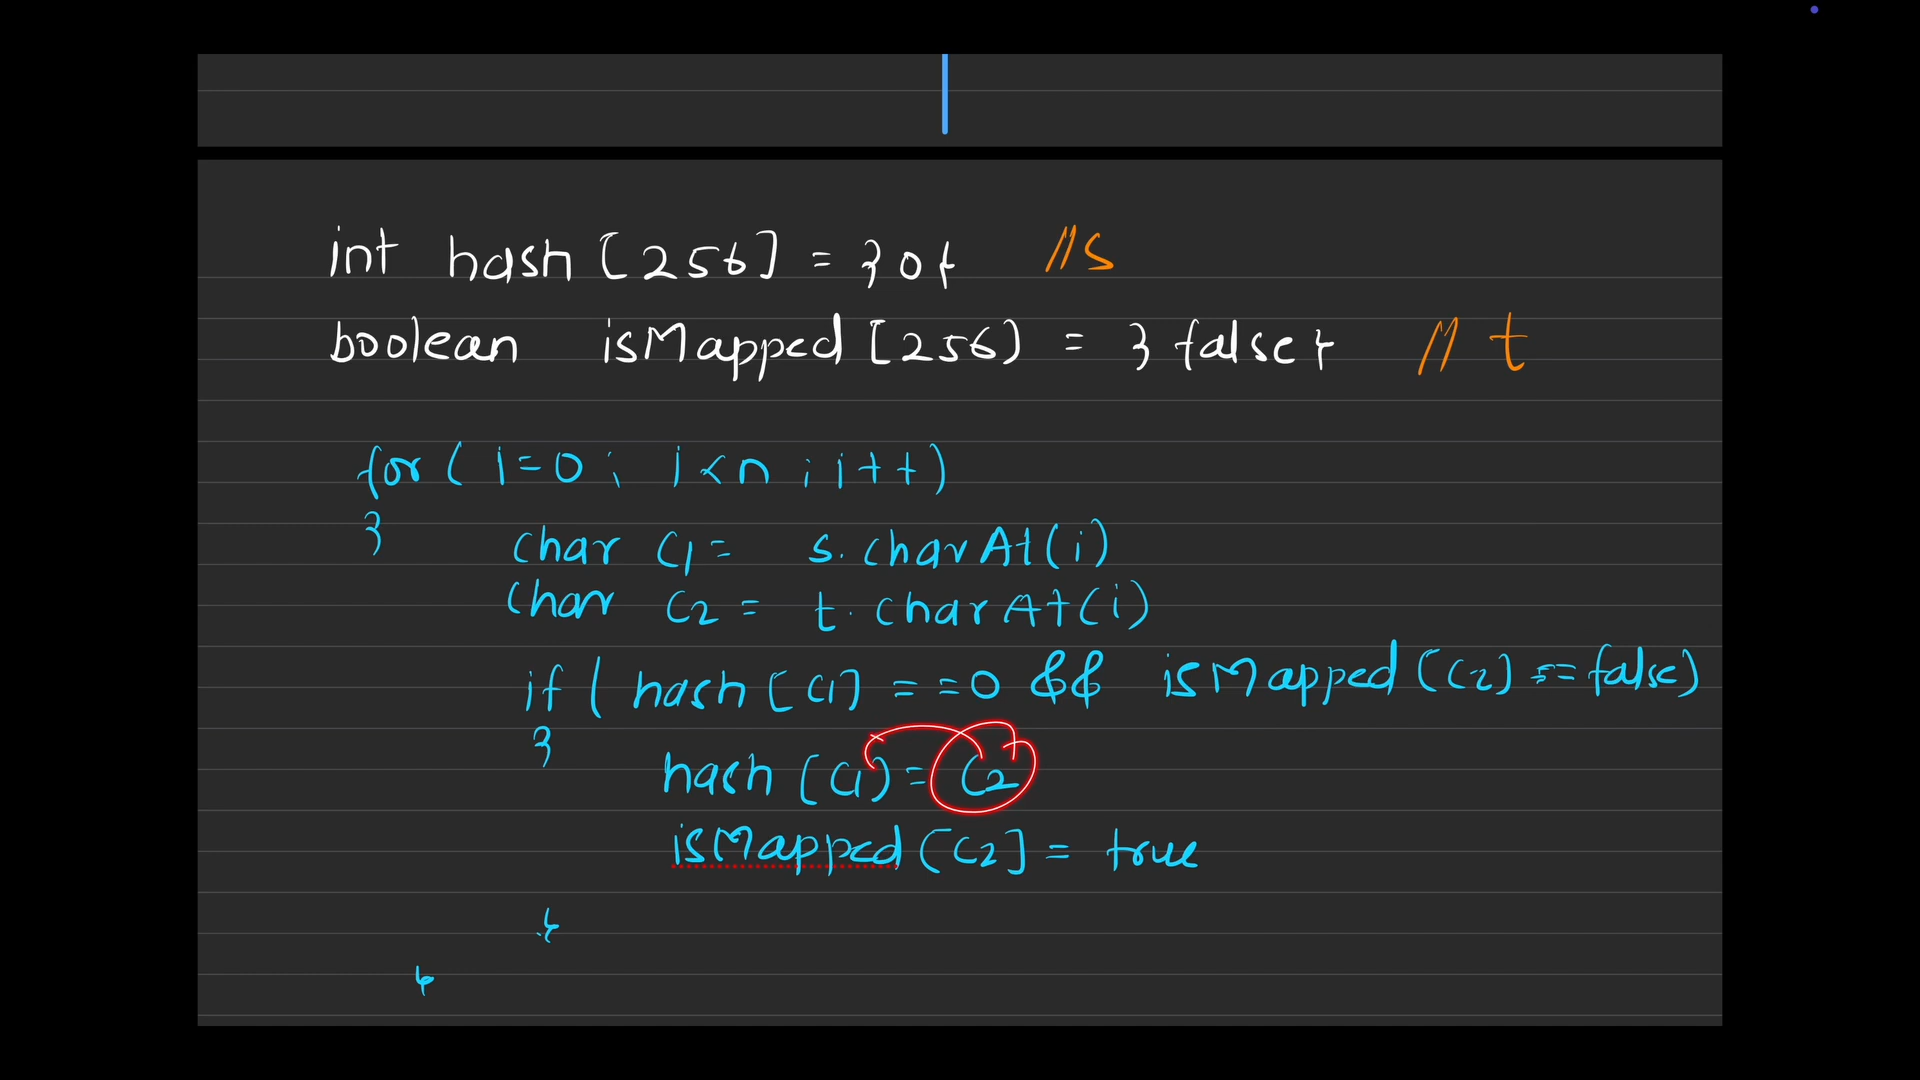 int hash [256] = {0}  //s
boolean isMapped [256] = {false}  // t
for ( i=0 ; i<n ; i++)
{
char c1 = s.charAt(i)
char c2 = t.charAt(i)
if ( hash [c1] == 0 && isMapped [c2] == false)
{
hash [c1] = c2
isMapped [c2] = true
}
}